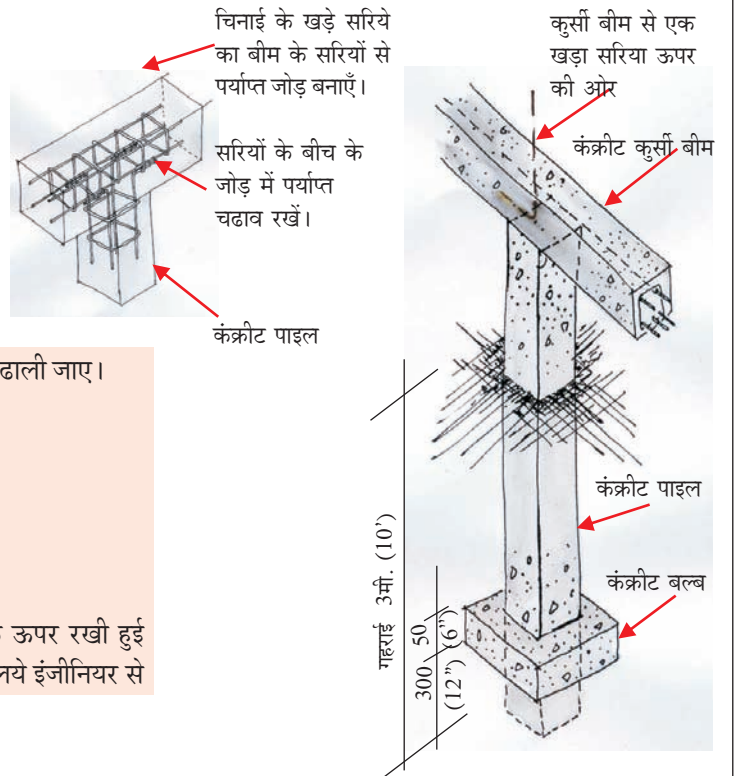 चिनाई के खड़े सरिये
का बीम के सरियों से
पर्याप्त जोड़ बनाएँ।
सरियों के बीच के
जोड़ में पर्याप्त
चढाव रखें।
कंक्रीट पाइल
कुर्सी बीम से एक
खड़ा सरिया ऊपर
की ओर
कंक्रीट कुर्सी बीम
ढाली जाए।
ऊपर रखी हुई
इंजीनियर से
कंक्रीट पाइल
कंक्रीट बल्ब
गहराई 3मी. (10')
50
(6")
300
(12")